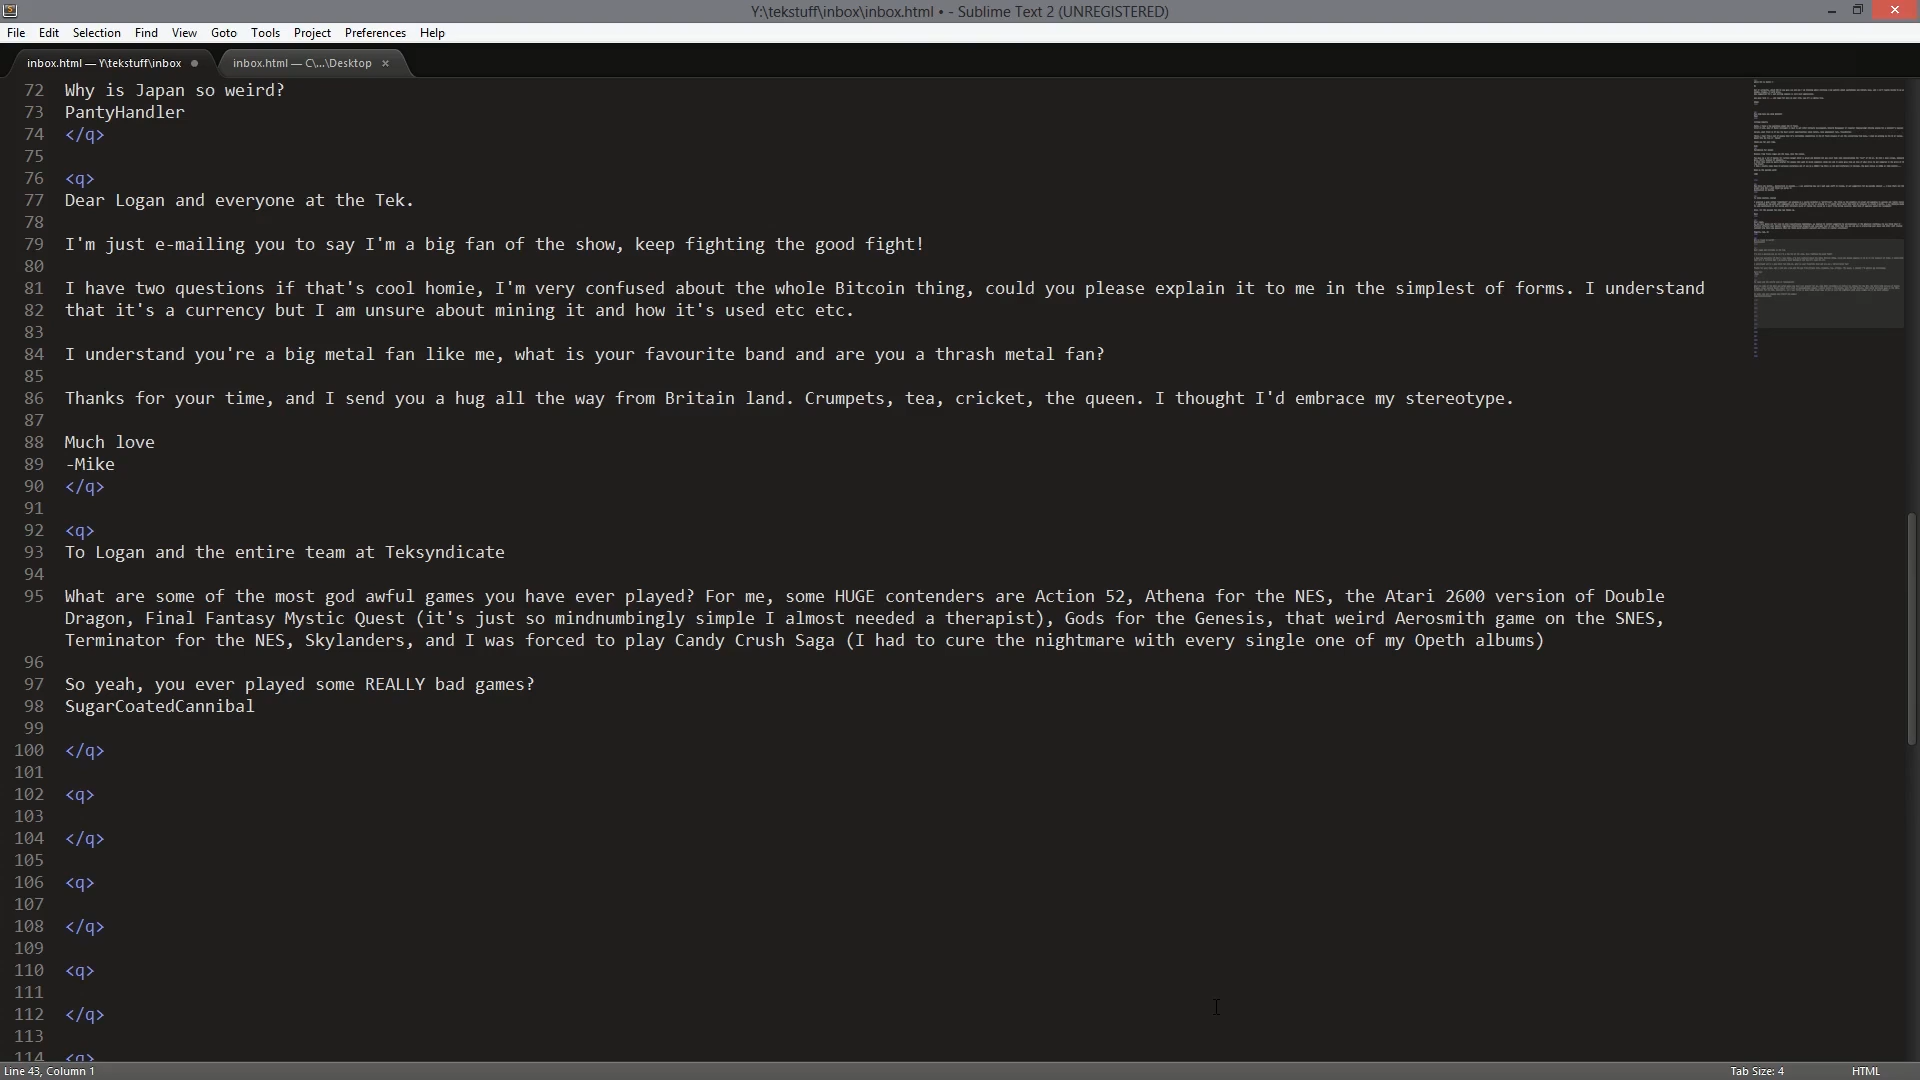 Y:\tekstuff\inbox\inbox.html • - Sublime Text 2 (UNREGISTERED)
File Edit Selection Find View Goto Tools Project Preferences Help
inbox.html — Y:\tekstuff\inbox
inbox.html — C:\...\Desktop ×
72 Why is Japan so weird?
73 PantyHandler
74 </q>
75
76 <q>
77 Dear Logan and everyone at the Tek.
78
79 I'm just e-mailing you to say I'm a big fan of the show, keep fighting the good fight!
80
81 I have two questions if that's cool homie, I'm very confused about the whole Bitcoin thing, could you please explain it to me in the simplest of forms. I understand
82 that it's a currency but I am unsure about mining it and how it's used etc etc.
83
84 I understand you're a big metal fan like me, what is your favourite band and are you a thrash metal fan?
85
86 Thanks for your time, and I send you a hug all the way from Britain land. Crumpets, tea, cricket, the queen. I thought I'd embrace my stereotype.
87
88 Much love
89 -Mike
90 </q>
91
92 <q>
93 To Logan and the entire team at Teksyndicate
94
95 What are some of the most god awful games you have ever played? For me, some HUGE contenders are Action 52, Athena for the NES, the Atari 2600 version of Double
Dragon, Final Fantasy Mystic Quest (it's just so mindnumbingly simple I almost needed a therapist), Gods for the Genesis, that weird Aerosmith game on the SNES,
Terminator for the NES, Skylanders, and I was forced to play Candy Crush Saga (I had to cure the nightmare with every single one of my Opeth albums)
96
97 So yeah, you ever played some REALLY bad games?
98 SugarCoatedCannibal
99
100 </q>
101
102 <q>
103
104 </q>
105
106 <q>
107
108 </q>
109
110 <q>
111
112 </q>
113
114 <q>
Line 43, Column 1
Tab Size: 4
HTML